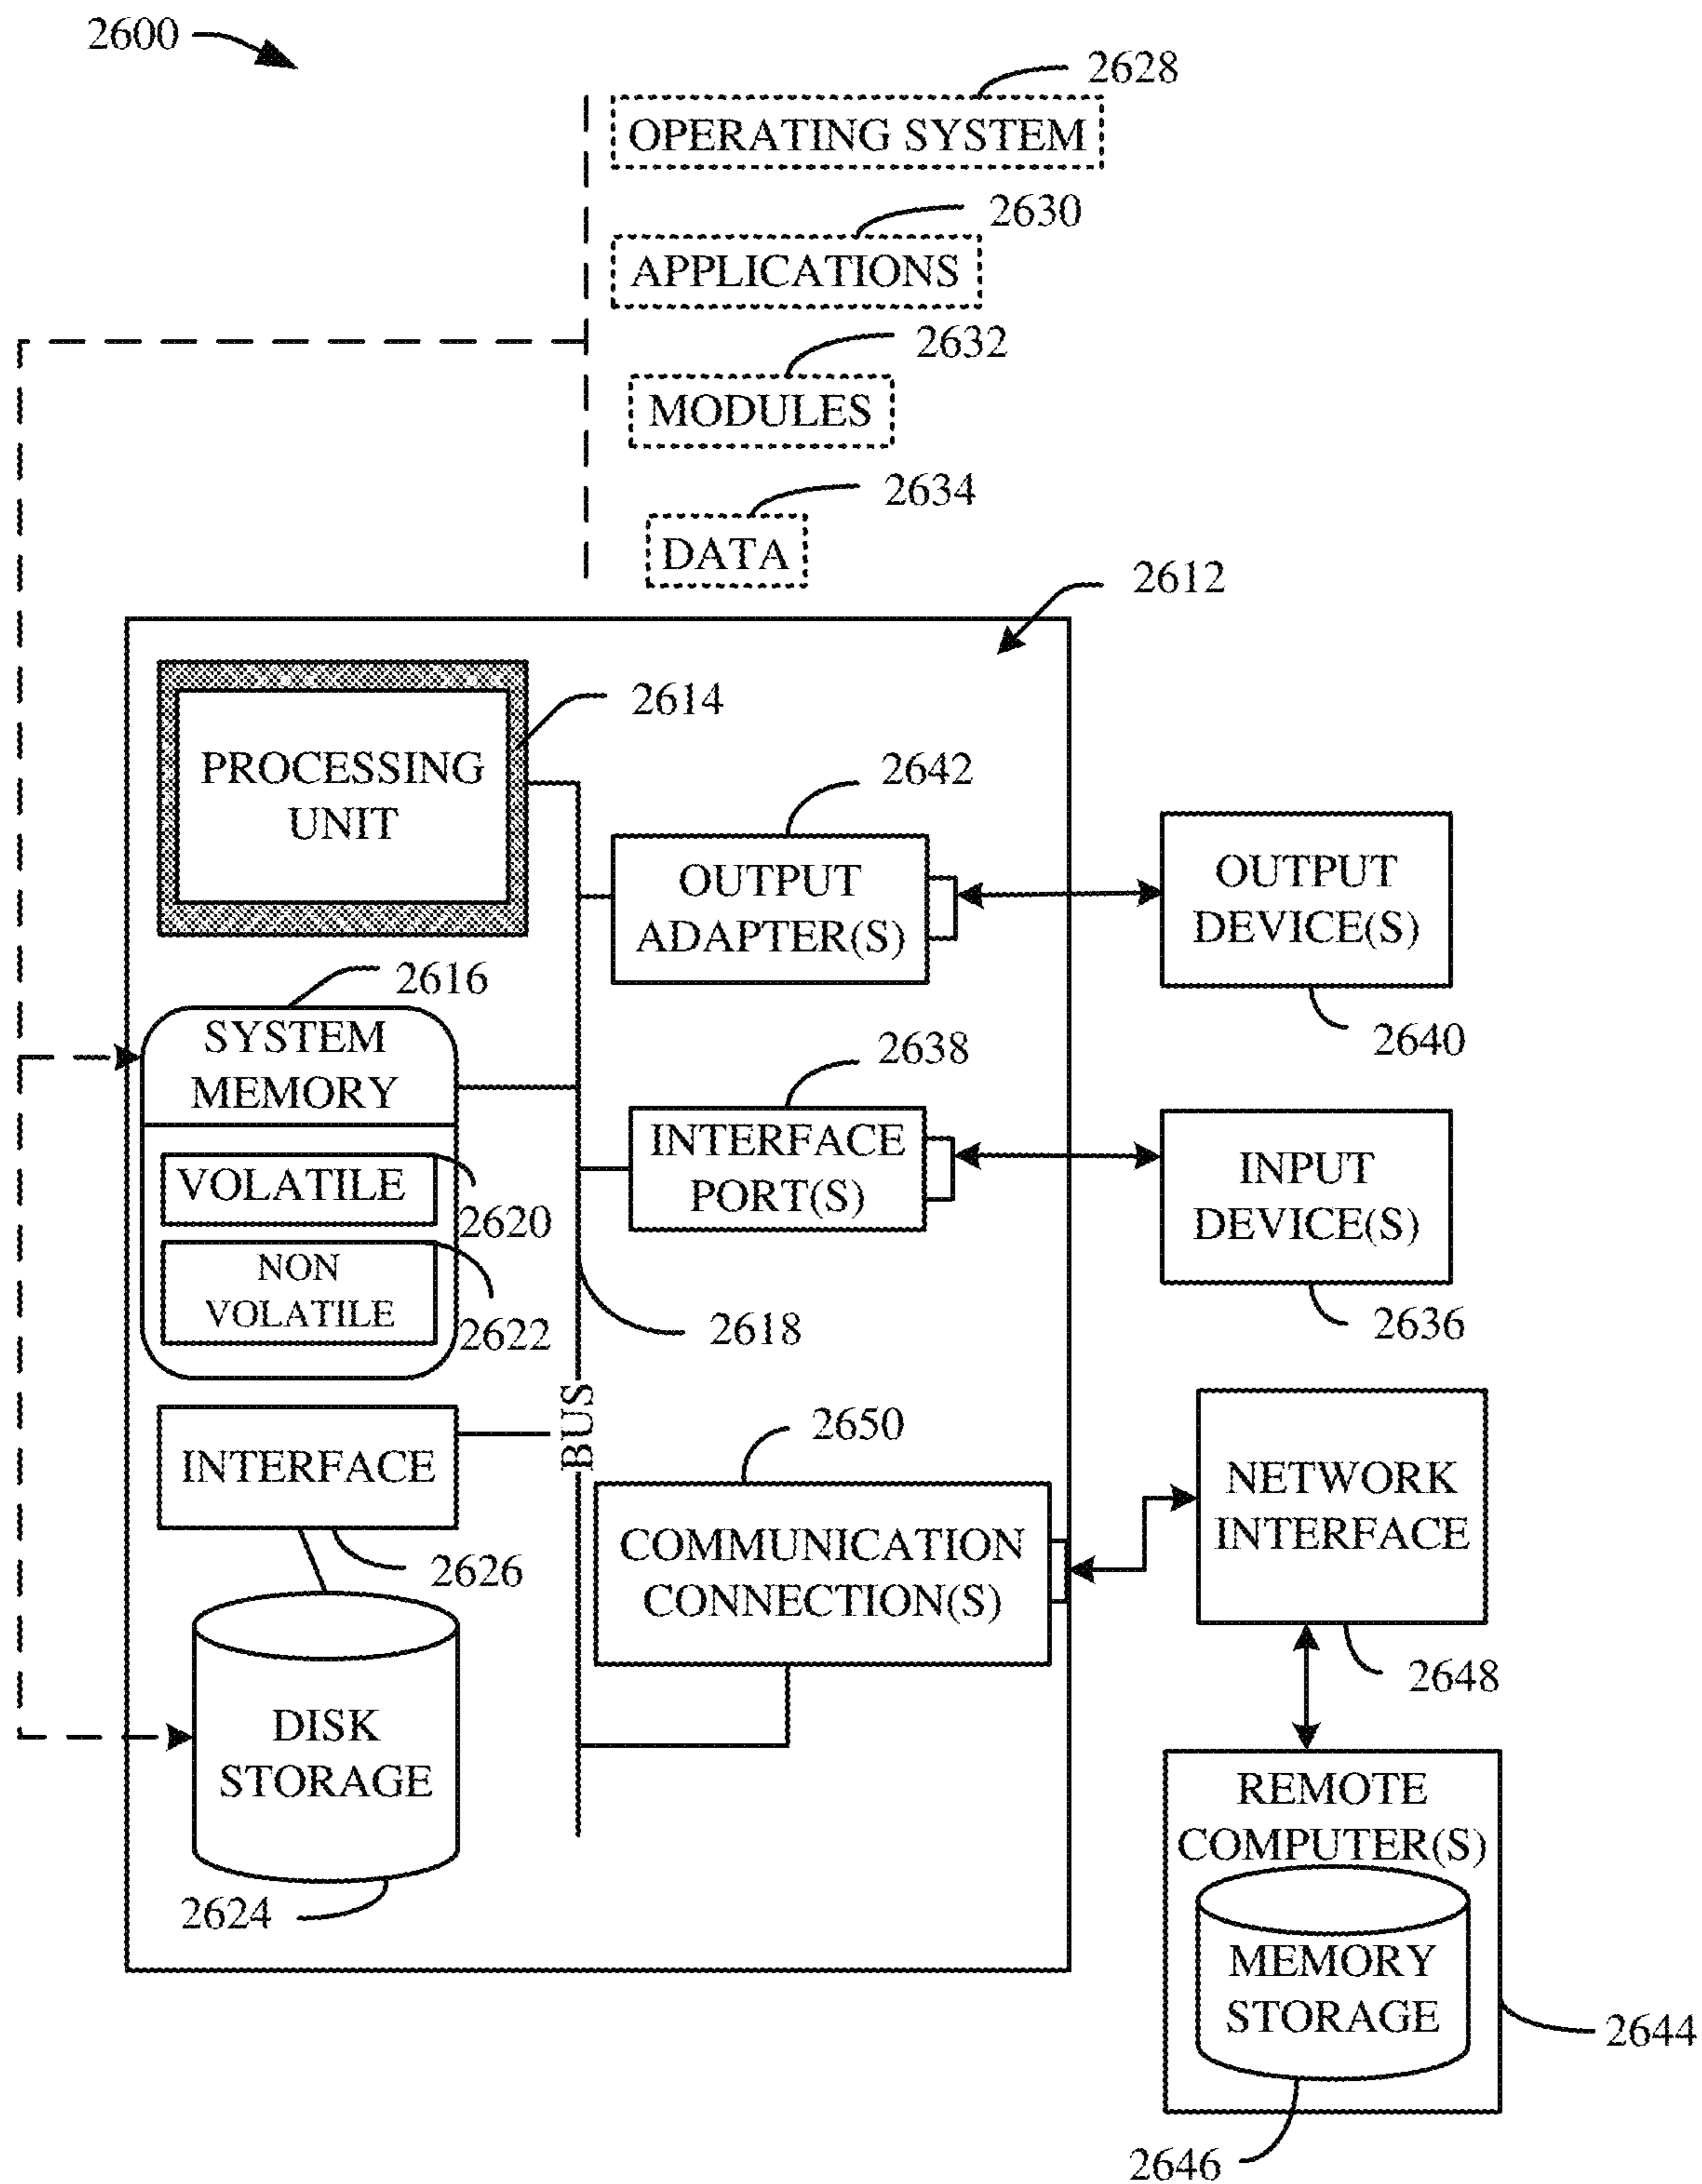 2600
2628
OPERATING SYSTEM
2630
APPLICATIONS
2632
MODULES
2634
DATA
2612
2614
PROCESSING
UNIT
2642
OUTPUT
ADAPTER(S)
OUTPUT
DEVICE(S)
2640
2616
SYSTEM
MEMORY
VOLATILE
2620
NON
VOLATILE
2622
2638
INTERFACE
PORT(S)
INPUT
DEVICE(S)
2636
2618
BUS
INTERFACE
2626
2650
COMMUNICATION
CONNECTION(S)
NETWORK
INTERFACE
2648
DISK
STORAGE
2624
REMOTE
COMPUTER(S)
MEMORY
STORAGE
2644
2646